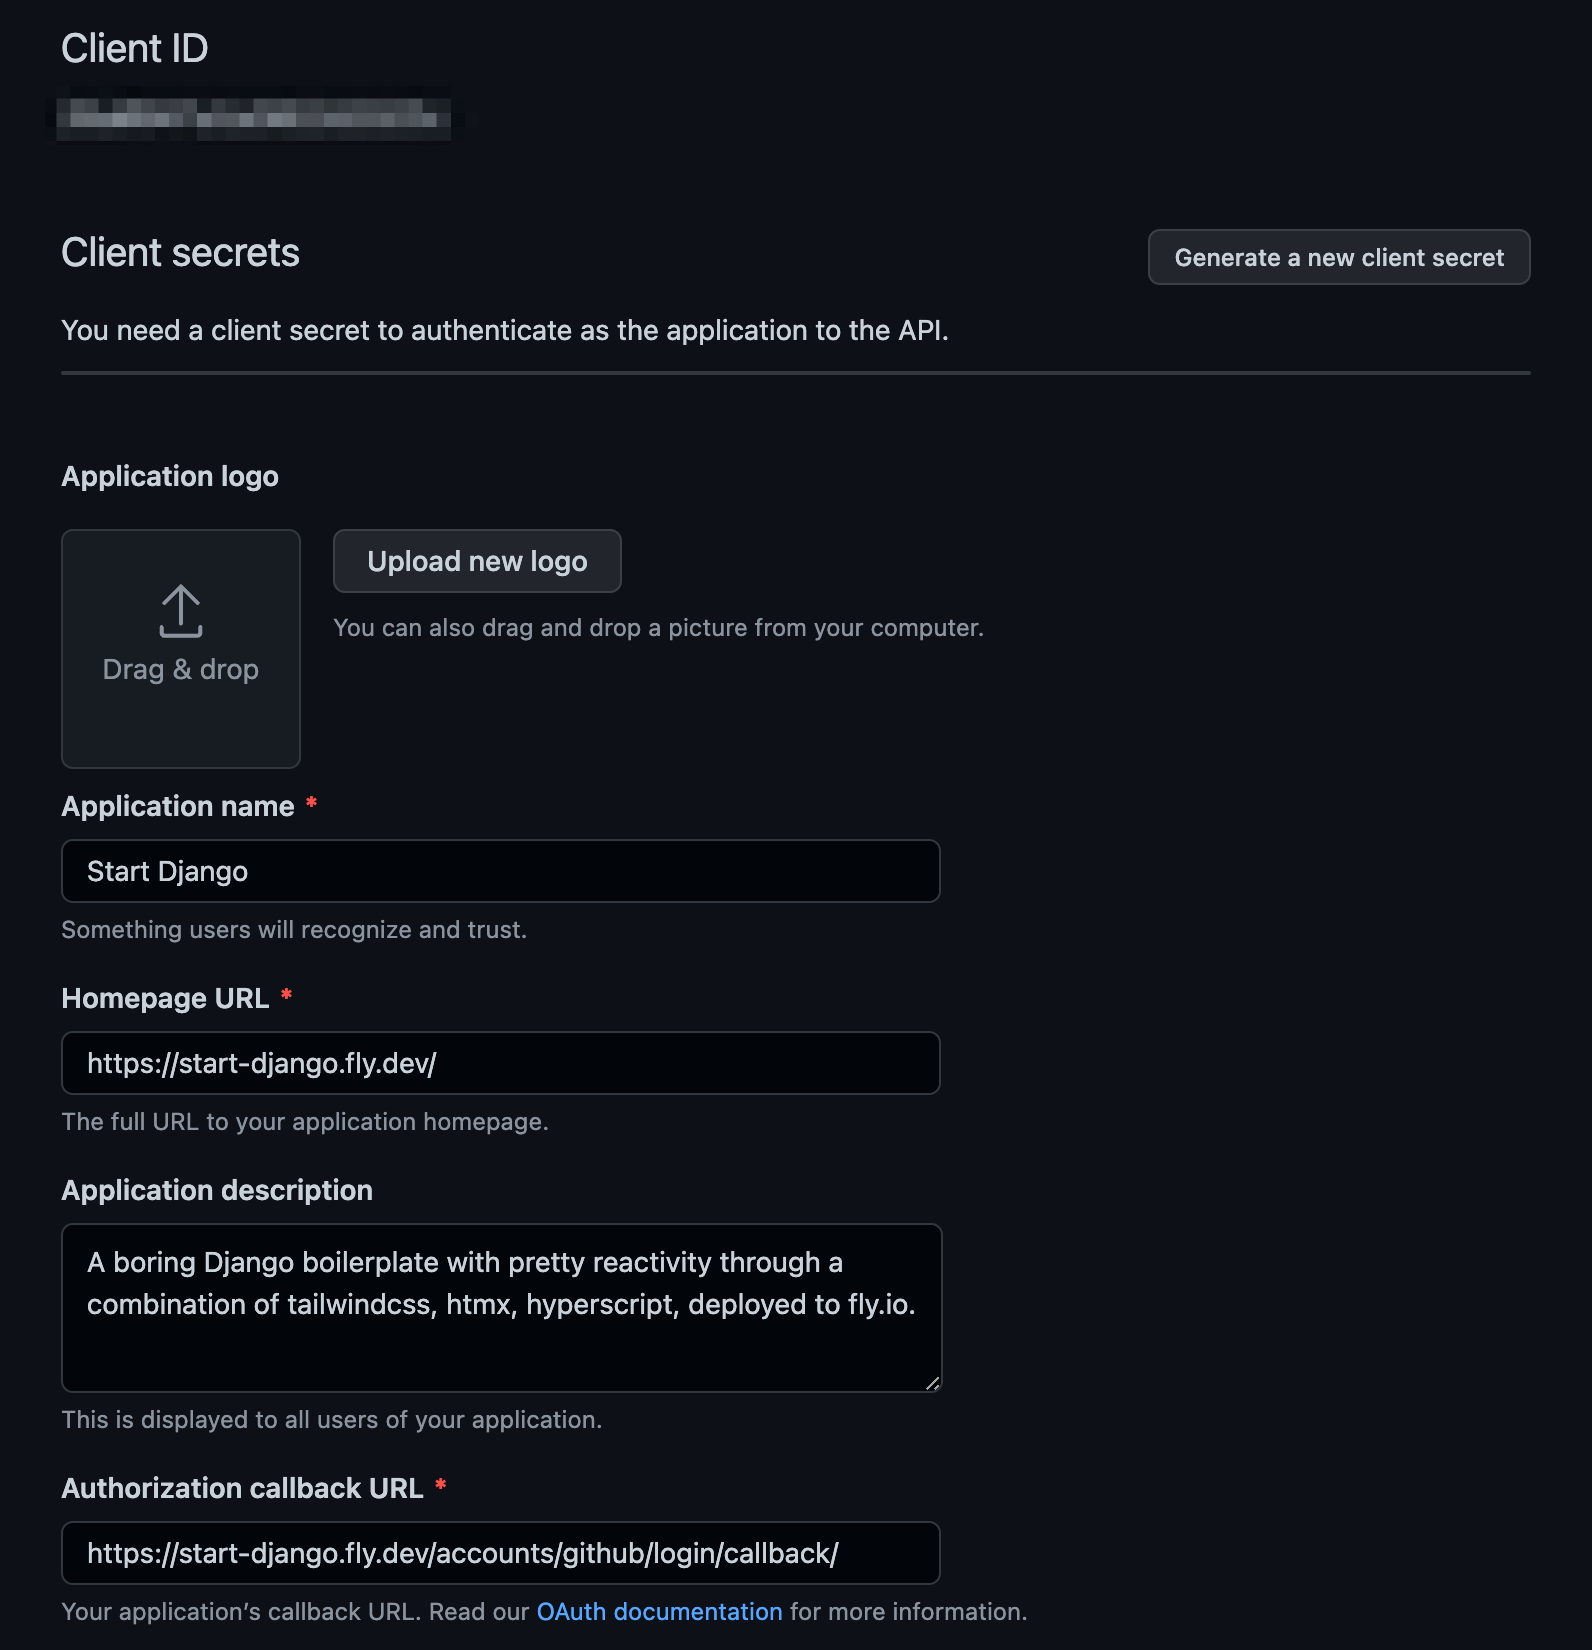 Client ID
Client secrets
Generate a new client secret
You need a client secret to authenticate as the application to the API.
Application logo
Upload new logo
You can also drag and drop a picture from your computer.
Drag & drop
Application name *
Start Django
Something users will recognize and trust.
Homepage URL *
https://start-django.fly.dev/
The full URL to your application homepage.
Application description
A boring Django boilerplate with pretty reactivity through a
combination of tailwindcss, htmx, hyperscript, deployed to fly.io.
This is displayed to all users of your application.
Authorization callback URL *
https://start-django.fly.dev/accounts/github/login/callback/
Your application’s callback URL. Read our OAuth documentation for more information.